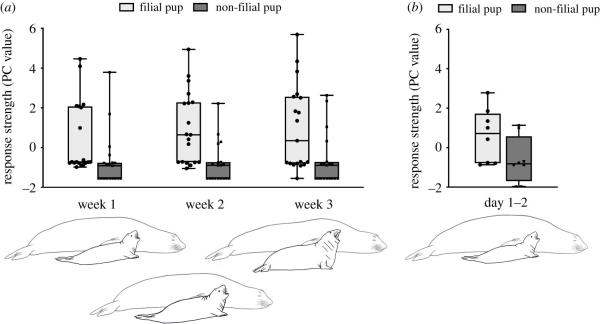 (a)
filial pup non-filial pup
response strength (PC value)
6
4
2
0
−2
week 1 week 2 week 3
(b)
filial pup non-filial pup
response strength (PC value)
6
4
2
0
−2
day 1–2